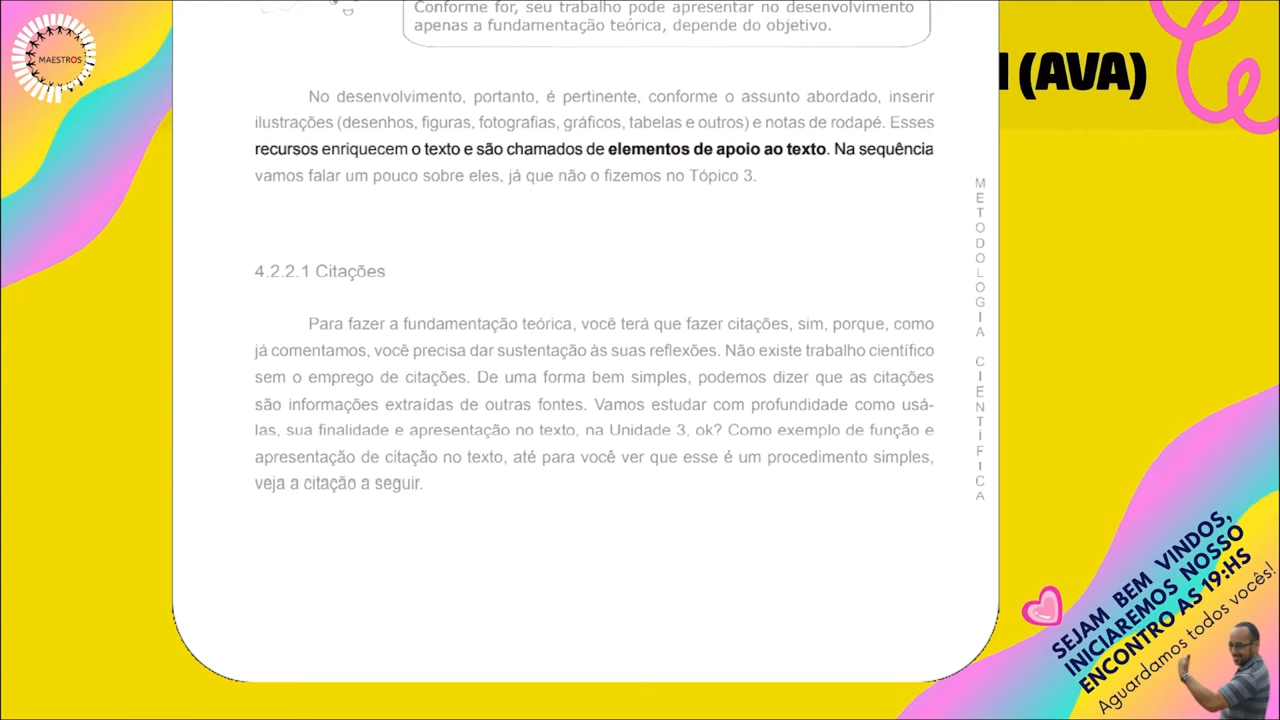 MAESTROS
Conforme for, seu trabalho pode apresentar no desenvolvimento
apenas a fundamentação teórica, depende do objetivo.
(AVA)
No desenvolvimento, portanto, é pertinente, conforme o assunto abordado, inserir
ilustrações (desenhos, figuras, fotografias, gráficos, tabelas e outros) e notas de rodapé. Esses
recursos enriquecem o texto e são chamados de elementos de apoio ao texto. Na sequência
vamos falar um pouco sobre eles, já que não o fizemos no Tópico 3.
4.2.2.1 Citações
Para fazer a fundamentação teórica, você terá que fazer citações, sim, porque, como
já comentamos, você precisa dar sustentação às suas reflexões. Não existe trabalho científico
sem o emprego de citações. De uma forma bem simples, podemos dizer que as citações
são informações extraídas de outras fontes. Vamos estudar com profundidade como usá-
las, sua finalidade e apresentação no texto, na Unidade 3, ok? Como exemplo de função e
apresentação de citação no texto, até para você ver que esse é um procedimento simples,
veja a citação a seguir.
METODOLOGIA CIENTÍFICA
SEJAM BEM VINDOS,
INICIAREMOS NOSSO
ENCONTRO AS 19:HS
Aguardamos todos vocês!